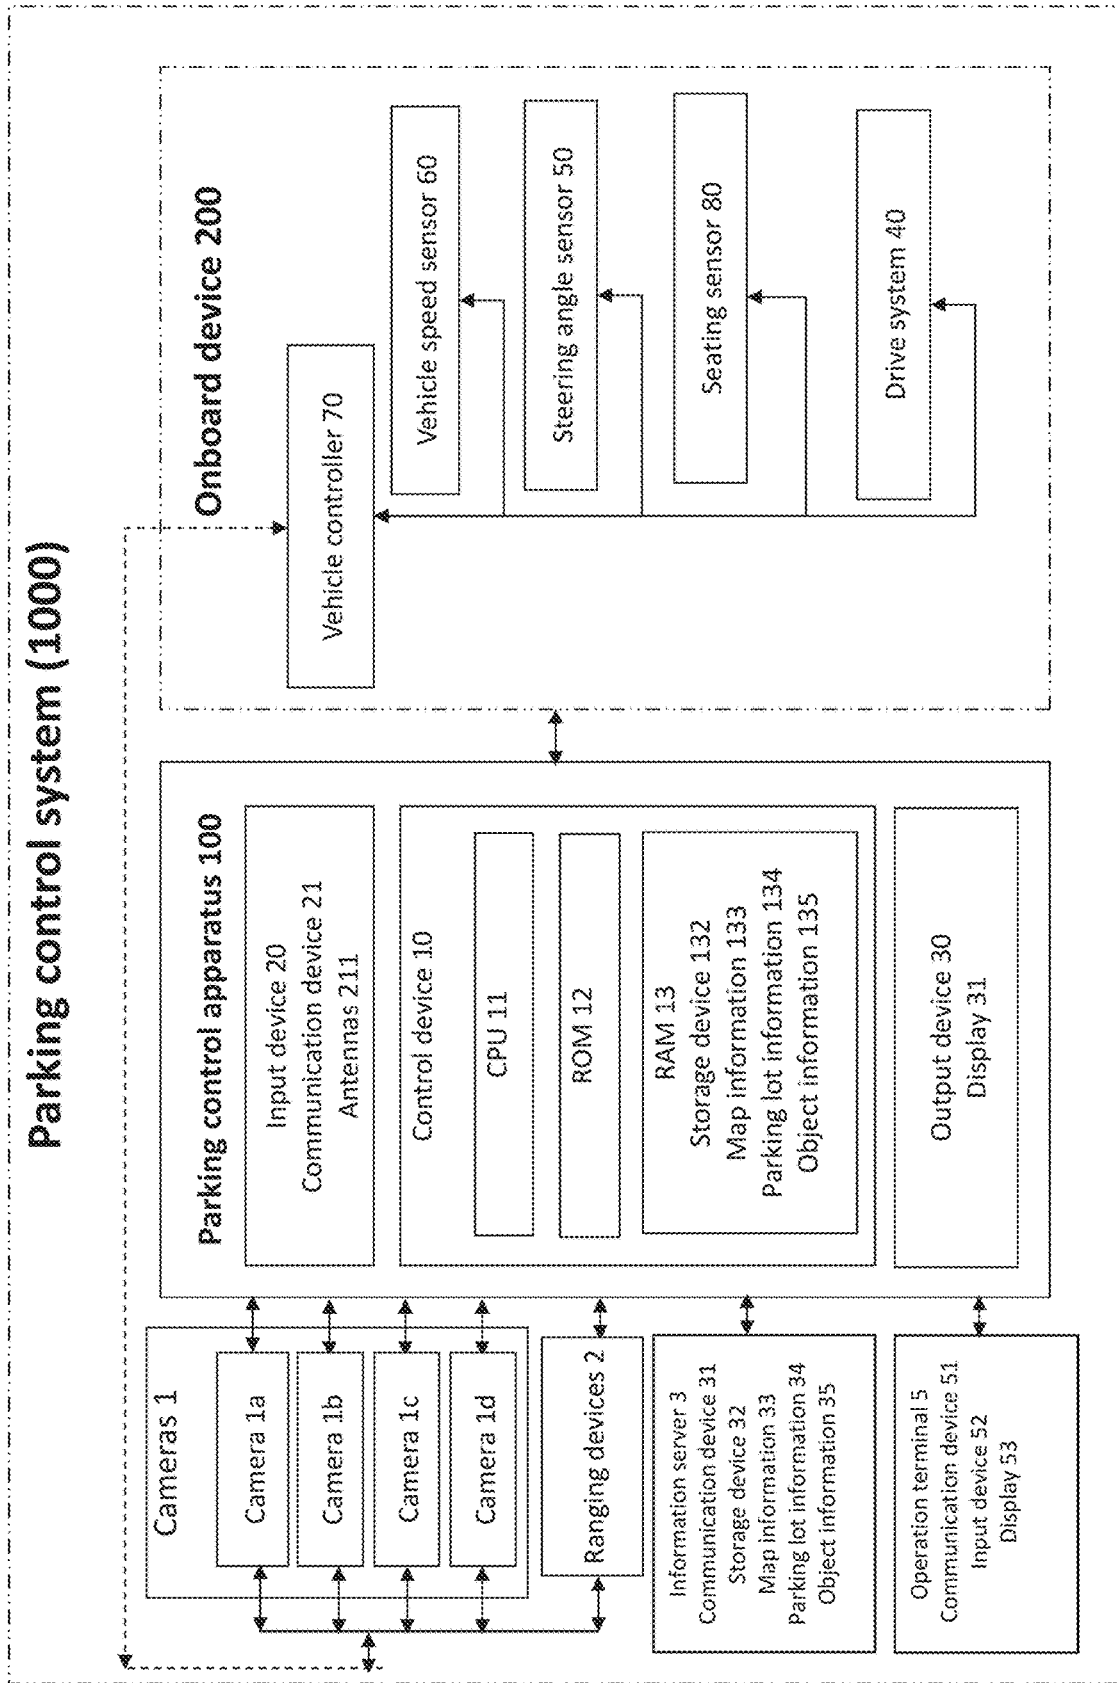 Parking control system (1000)
Cameras 1
Camera 1a
Camera 1b
Camera 1c
Camera 1d
Ranging devices 2
Information server 3
Communication device 31
Storage device 32
Map information 33
Parking lot information 34
Object information 35
Operation terminal 5
Communication device 51
Input device 52
Display 53
Parking control apparatus 100
Input device 20
Communication device 21
Antennas 211
Control device 10
CPU 11
ROM 12
RAM 13
Storage device 132
Map information 133
Parking lot information 134
Object information 135
Output device 30
Display 31
Onboard device 200
Vehicle controller 70
Vehicle speed sensor 60
Steering angle sensor 50
Seating sensor 80
Drive system 40